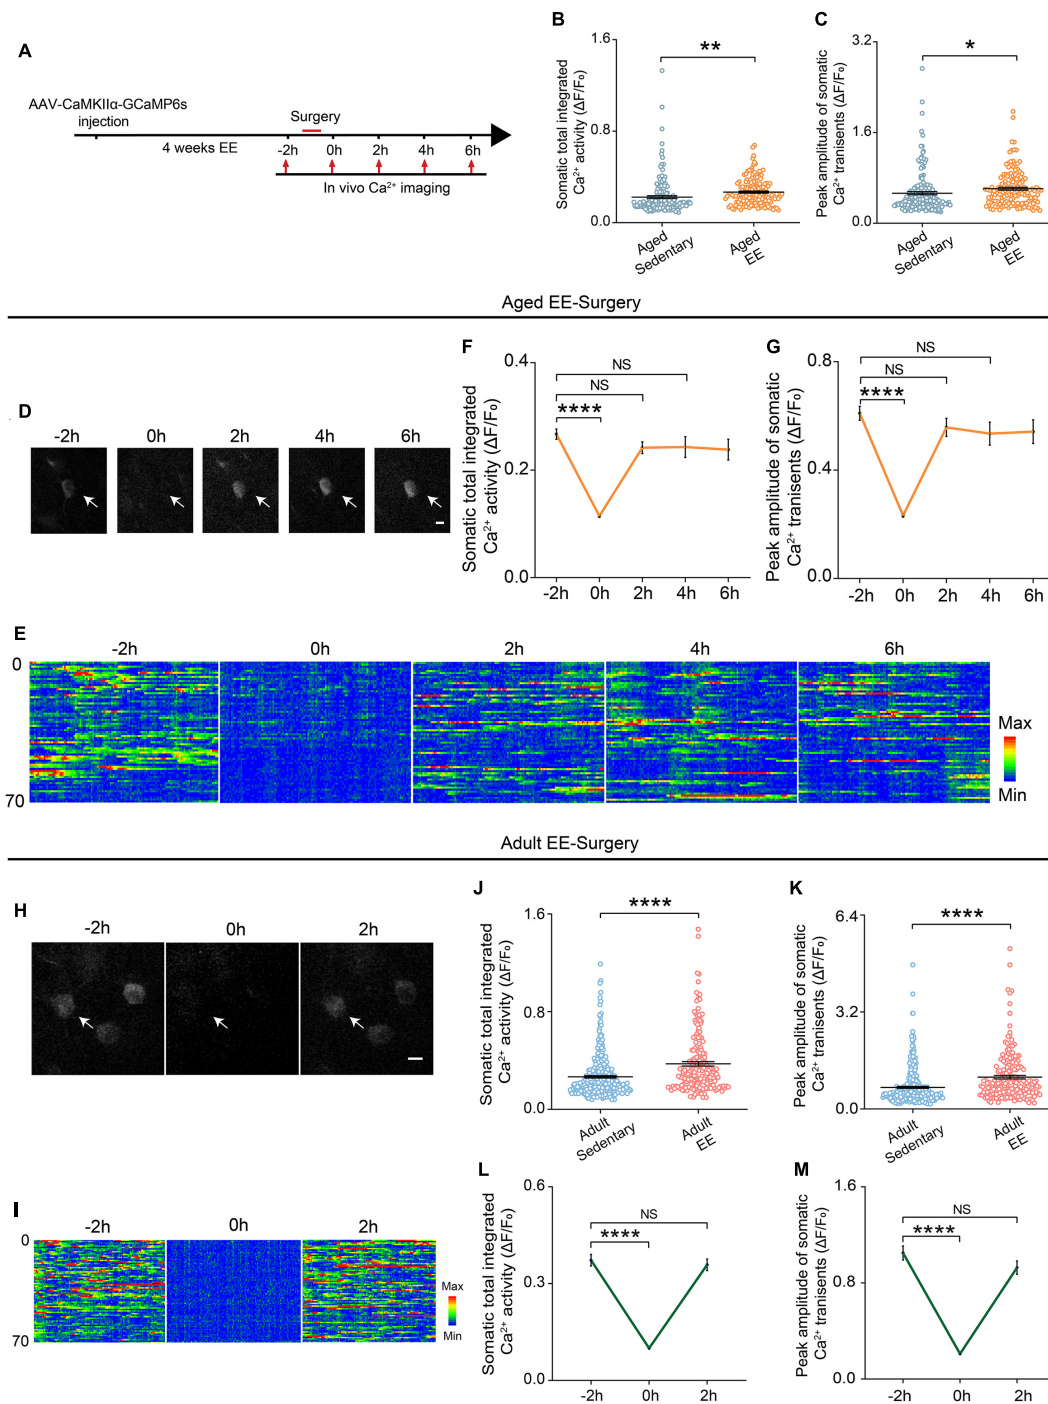 A
AAV-CaMKIIα-GCaMP6s
injection
4 weeks EE
Surgery
-2h 0h 2h 4h 6h
In vivo Ca²⁺ imaging
B
Somatic total integrated
Ca²⁺ activity (ΔF/F₀)
1.6
0.8
0.0
**
Aged
Sedentary
Aged
EE
C
Peak amplitude of somatic
Ca²⁺ tranisents (ΔF/F₀)
3.2
1.6
0
*
Aged
Sedentary
Aged
EE
Aged EE-Surgery
D
-2h 0h 2h 4h 6h
F
Somatic total integrated
Ca²⁺ activity (ΔF/F₀)
0.4
0.2
0.0
NS
NS
****
-2h 0h 2h 4h 6h
G
Peak amplitude of somatic
Ca²⁺ tranisents (ΔF/F₀)
0.8
0.4
0.0
NS
NS
****
-2h 0h 2h 4h 6h
E
-2h 0h 2h 4h 6h
0
70
Max
Min
Adult EE-Surgery
H
-2h 0h 2h
J
Somatic total integrated
Ca²⁺ activity (ΔF/F₀)
1.6
0.8
0.0
****
Adult
Sedentary
Adult
EE
K
Peak amplitude of somatic
Ca²⁺ tranisents (ΔF/F₀)
6.4
3.2
0.0
****
Adult
Sedentary
Adult
EE
I
-2h 0h 2h
0
70
Max
Min
L
Somatic total integrated
Ca²⁺ activity (ΔF/F₀)
0.6
0.3
0.0
NS
****
-2h 0h 2h
M
Peak amplitude of somatic
Ca²⁺ tranisents (ΔF/F₀)
1.6
0.8
0.0
NS
****
-2h 0h 2h